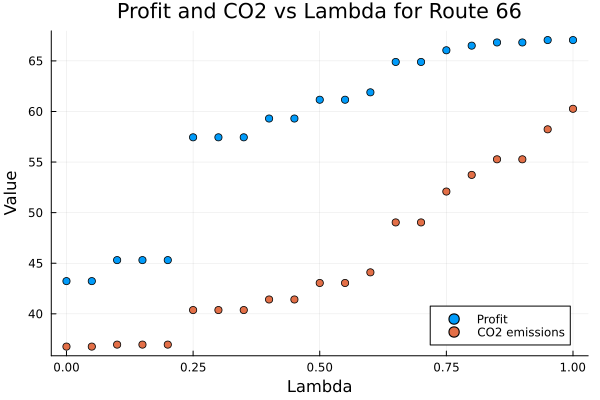 Profit and CO2 vs Lambda for Route 66
Value
65
60
55
50
45
40
Profit
CO2 emissions
0.00 0.25 0.50 0.75 1.00
Lambda